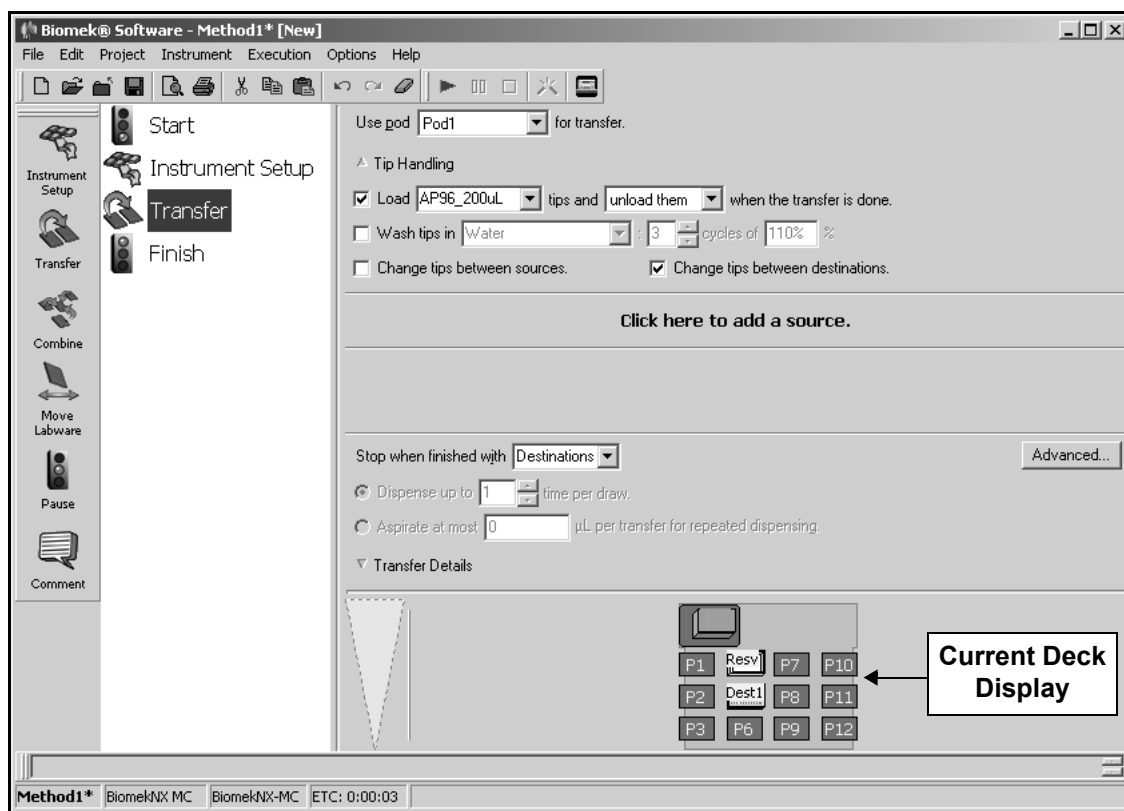 Biomek® Software - Method1* [New]
File Edit Project Instrument Execution Options Help
Instrument Setup
Transfer
Combine
Move Labware
Pause
Comment
Start
Instrument Setup
Transfer
Finish
Use pod Pod1 for transfer.
Tip Handling
Load AP96_200uL tips and unload them when the transfer is done.
Wash tips in Water : 3 cycles of 110% %
Change tips between sources. Change tips between destinations.
Click here to add a source.
Stop when finished with Destinations Advanced...
Dispense up to 1 time per draw.
Aspirate at most 0 µL per transfer for repeated dispensing.
Transfer Details
P1 Resv P7 P10
P2 Dest1 P8 P11
P3 P6 P9 P12
Current Deck
Display
Method1* BiomekNX MC BiomekNX-MC ETC: 0:00:03